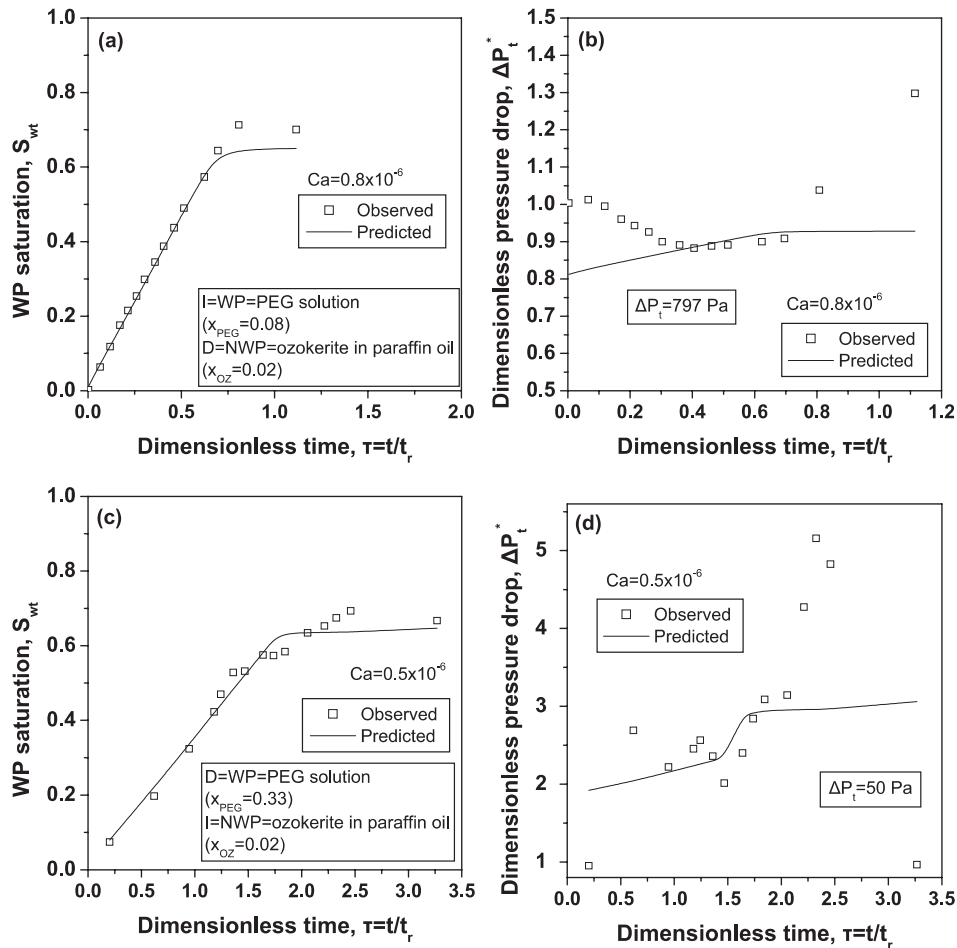 (a)
WP saturation, S_wt
1.0
0.8
0.6
0.4
0.2
0.0
Ca=0.8x10^-6
Observed
Predicted
I=WP=PEG solution
(x_PEG=0.08)
D=NWP=ozokerite in paraffin oil
(x_OZ=0.02)
0.0 0.5 1.0 1.5 2.0
Dimensionless time, τ=t/t_r
(b)
Dimensionless pressure drop, ΔP_t^*
1.5
1.4
1.3
1.2
1.1
1.0
0.9
0.8
0.7
0.6
0.5
ΔP_t=797 Pa
Ca=0.8x10^-6
Observed
Predicted
0.0 0.2 0.4 0.6 0.8 1.0 1.2
Dimensionless time, τ=t/t_r
(c)
WP saturation, S_wt
1.0
0.8
0.6
0.4
0.2
0.0
Ca=0.5x10^-6
Observed
Predicted
D=WP=PEG solution
(x_PEG=0.33)
I=NWP=ozokerite in paraffin oil
(x_OZ=0.02)
0.0 0.5 1.0 1.5 2.0 2.5 3.0 3.5
Dimensionless time, τ=t/t_r
(d)
Dimensionless pressure drop, ΔP_t^*
5
4
3
2
1
Ca=0.5x10^-6
Observed
Predicted
ΔP_t=50 Pa
0.0 0.5 1.0 1.5 2.0 2.5 3.0 3.5
Dimensionless time, τ=t/t_r